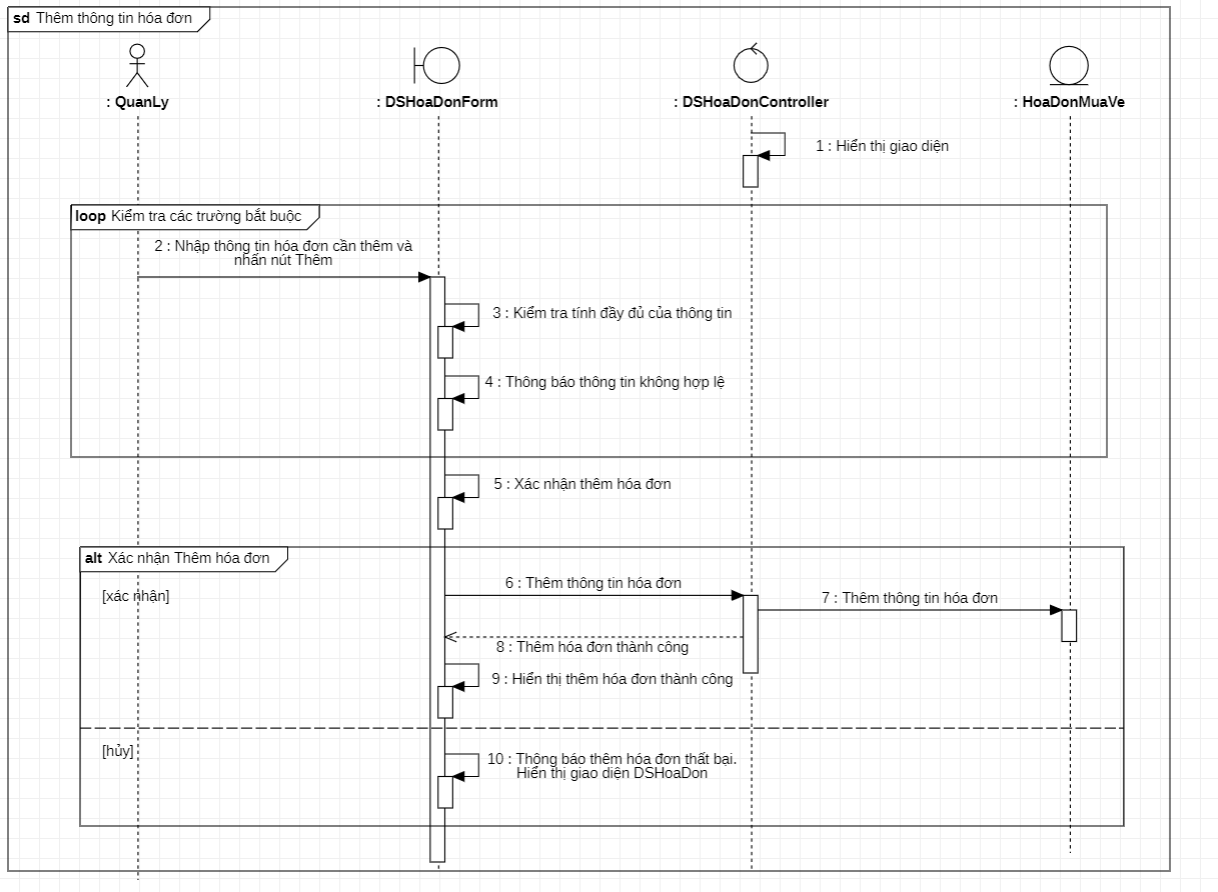 sd Thêm thông tin hóa đơn
: QuanLy
: DSHoaDonForm
: DSHoaDonController
: HoaDonMuaVe
1 : Hiển thị giao diện
loop Kiểm tra các trường bắt buộc
2 : Nhập thông tin hóa đơn cần thêm và
nhấn nút Thêm
3 : Kiểm tra tính đầy đủ của thông tin
4 : Thông báo thông tin không hợp lệ
5 : Xác nhận thêm hóa đơn
alt Xác nhận Thêm hóa đơn
[xác nhận]
6 : Thêm thông tin hóa đơn
7 : Thêm thông tin hóa đơn
8 : Thêm hóa đơn thành công
9 : Hiển thị thêm hóa đơn thành công
[hủy]
10 : Thông báo thêm hóa đơn thất bại.
Hiển thị giao diện DSHoaDon